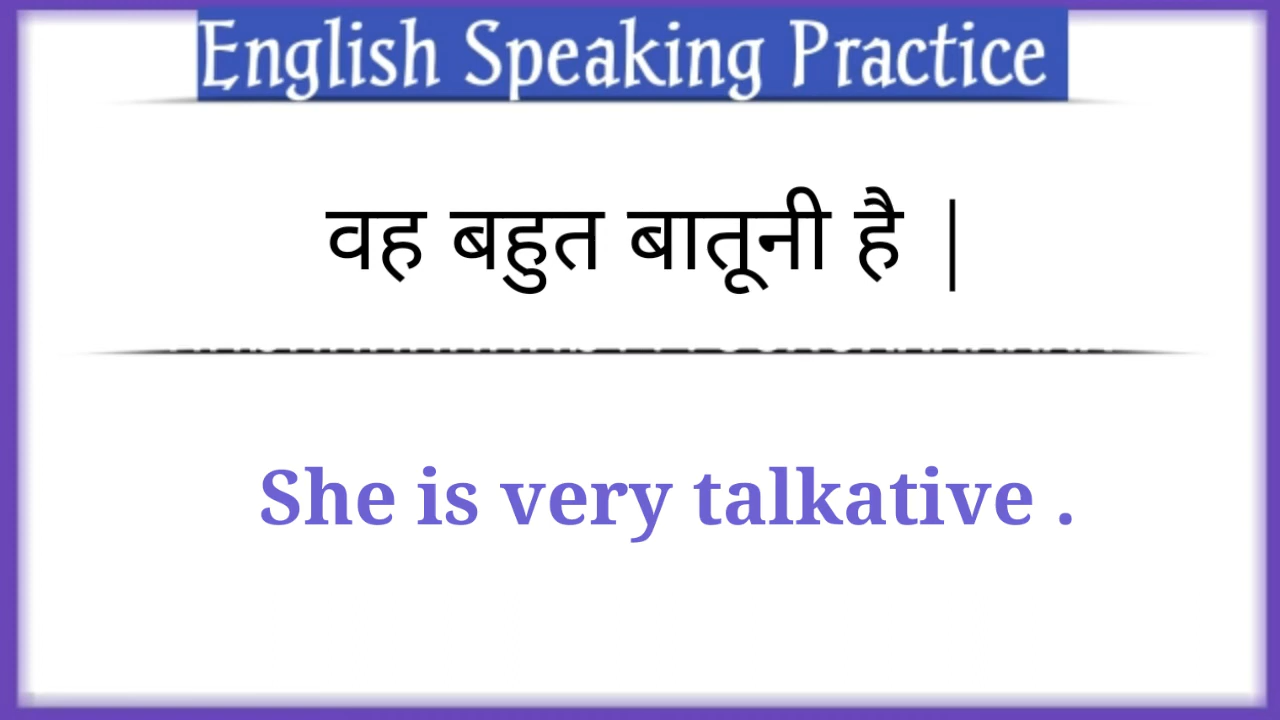 English Speaking Practice
वह बहुत बातूनी है |
She is very talkative .